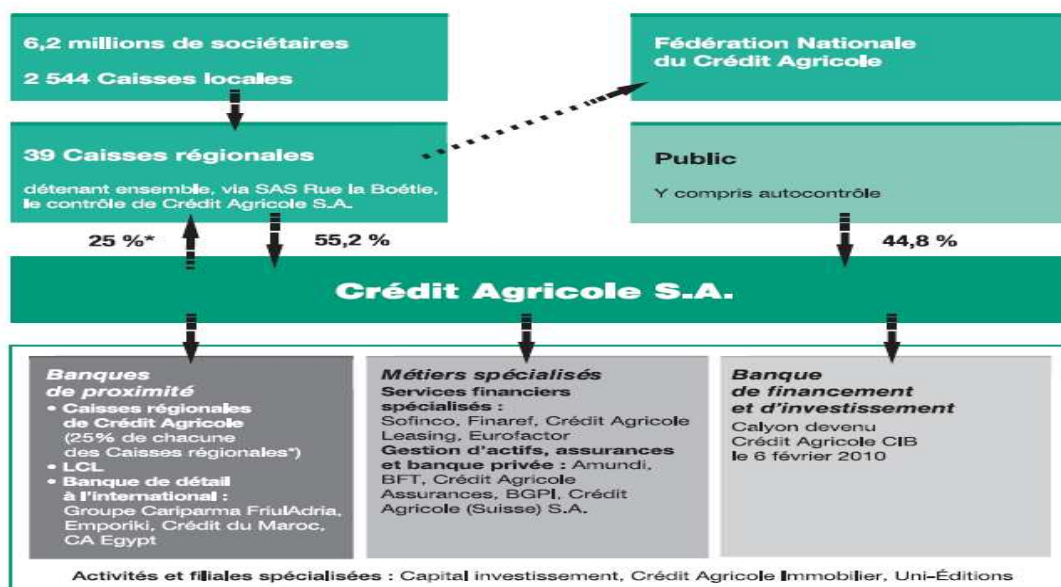 6,2 millions de sociétaires
2 544 Caisses locales
Fédération Nationale
du Crédit Agricole
39 Caisses régionales
détenant ensemble, via SAS Rue la Boétie,
le contrôle de Crédit Agricole S.A.
Public
Y compris autocontrôle
25 %*
55,2 %
44,8 %
Crédit Agricole S.A.
Banques
de proximité
• Caisses régionales
de Crédit Agricole
(25% de chacune
des Caisses régionales*)
• LCL
• Banque de détail
à l'international :
Groupe Cariparma FriulAdria,
Emporiki, Crédit du Maroc,
CA Egypt
Métiers spécialisés
Services financiers
spécialisés :
Sofinco, Finaref, Crédit Agricole
Leasing, Eurofactor
Gestion d'actifs, assurances
et banque privée : Amundi,
BFT, Crédit Agricole
Assurances, BGPI, Crédit
Agricole (Suisse) S.A.
Banque
de financement
et d'investissement
Calyon devenu
Crédit Agricole CIB
le 6 février 2010
Activités et filiales spécialisées : Capital investissement, Crédit Agricole Immobilier, Uni-Éditions